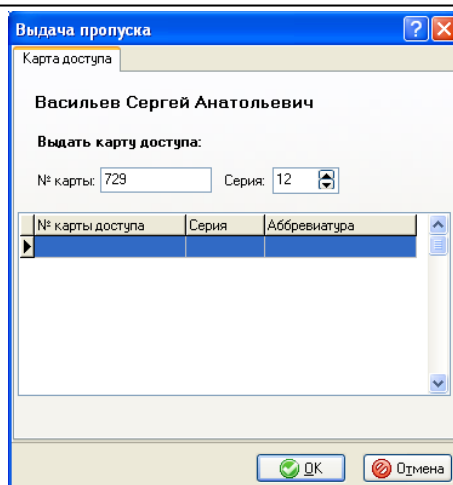 Выдача пропуска
Карта доступа
Васильев Сергей Анатольевич
Выдать карту доступа:
№ карты: 729 Серия: 12
№ карты доступа Серия Аббревиатура
OK Отмена